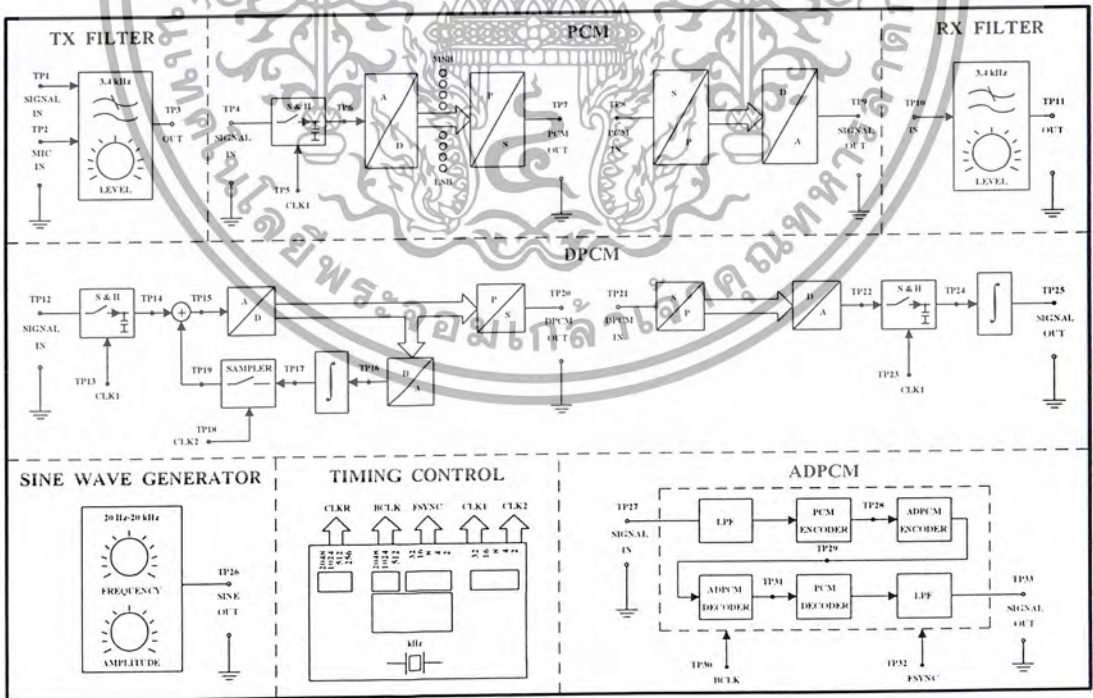 TX FILTER
PCM
RX FILTER
TP1
SIGNAL
IN
TP2
MIC
IN
3.4 kHz
LEVEL
TP3
OUT
TP4
SIGNAL
IN
S & H
TP5
CLK1
TP6
A
D
MSB
LSB
P
S
TP7
PCM
OUT
TP8
PCM
IN
S
P
D
A
TP9
SIGNAL
OUT
TP10
IN
3.4 kHz
LEVEL
TP11
OUT
DPCM
TP12
SIGNAL
IN
S & H
TP13
CLK1
TP14
TP15
A
D
P
S
TP20
DPCM
OUT
TP21
DPCM
IN
S
P
D
A
TP22
S & H
TP23
CLK1
TP24
∫
TP25
SIGNAL
OUT
TP19
SAMPLER
TP18
CLK2
TP17
∫
TP16
D
A
SINE WAVE GENERATOR
20 Hz-20 kHz
FREQUENCY
AMPLITUDE
TP26
SINE
OUT
TIMING CONTROL
CLKR BCLK FSYNC CLK1 CLK2
2048
1024
512
256
2048
1024
512
32
16
8
4
2
32
16
8
4
2
kHz
ADPCM
TP27
SIGNAL
IN
LPF
PCM
ENCODER
TP28
ADPCM
ENCODER
TP29
ADPCM
DECODER
TP31
PCM
DECODER
LPF
TP33
SIGNAL
OUT
TP30
BCLK
TP32
FSYNC